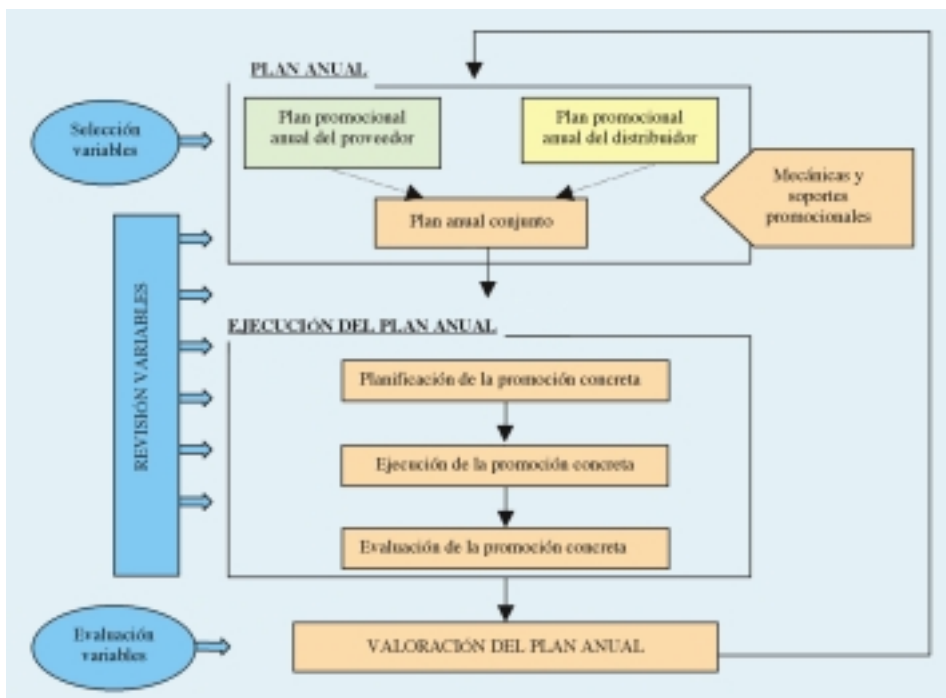 PLAN ANUAL
Selección
variables
Plan promocional
anual del proveedor
Plan promocional
anual del distribuidor
Mecánicas y
soportes
promocionales
Plan anual conjunto
REVISIÓN VARIABLES
EJECUCIÓN DEL PLAN ANUAL
Planificación de la promoción concreta
Ejecución de la promoción concreta
Evaluación de la promoción concreta
Evaluación
variables
VALORACIÓN DEL PLAN ANUAL